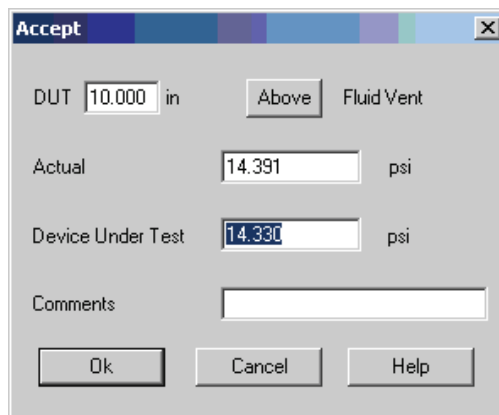 Accept
DUT 10.000 in Above Fluid Vent
Actual 14.391 psi
Device Under Test 14.330 psi
Comments
Ok Cancel Help